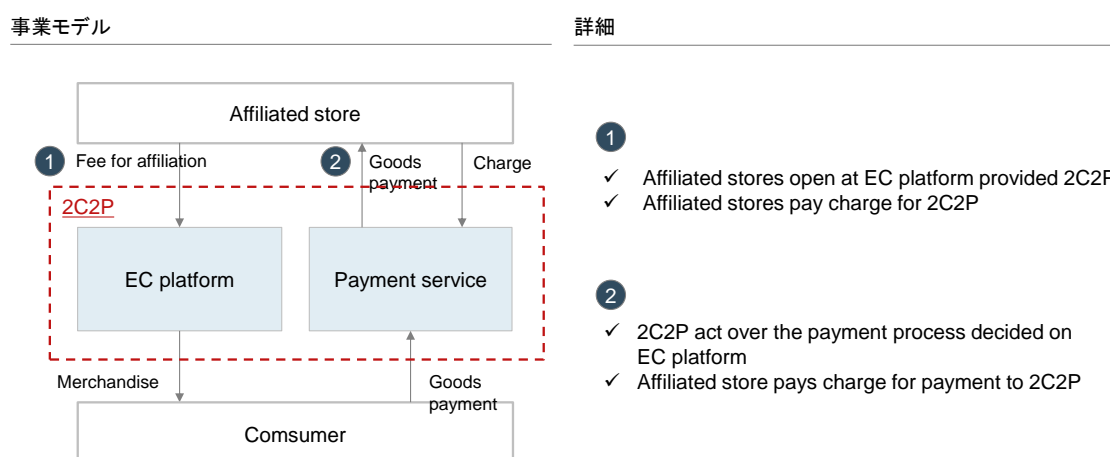 事業モデル
詳細
Affiliated store
1
Fee for affiliation
2
Goods
payment
Charge
2C2P
EC platform
Payment service
Merchandise
Goods
payment
Comsumer
1
✓ Affiliated stores open at EC platform provided 2C2P
✓ Affiliated stores pay charge for 2C2P
2
✓ 2C2P act over the payment process decided on
EC platform
✓ Affiliated store pays charge for payment to 2C2P